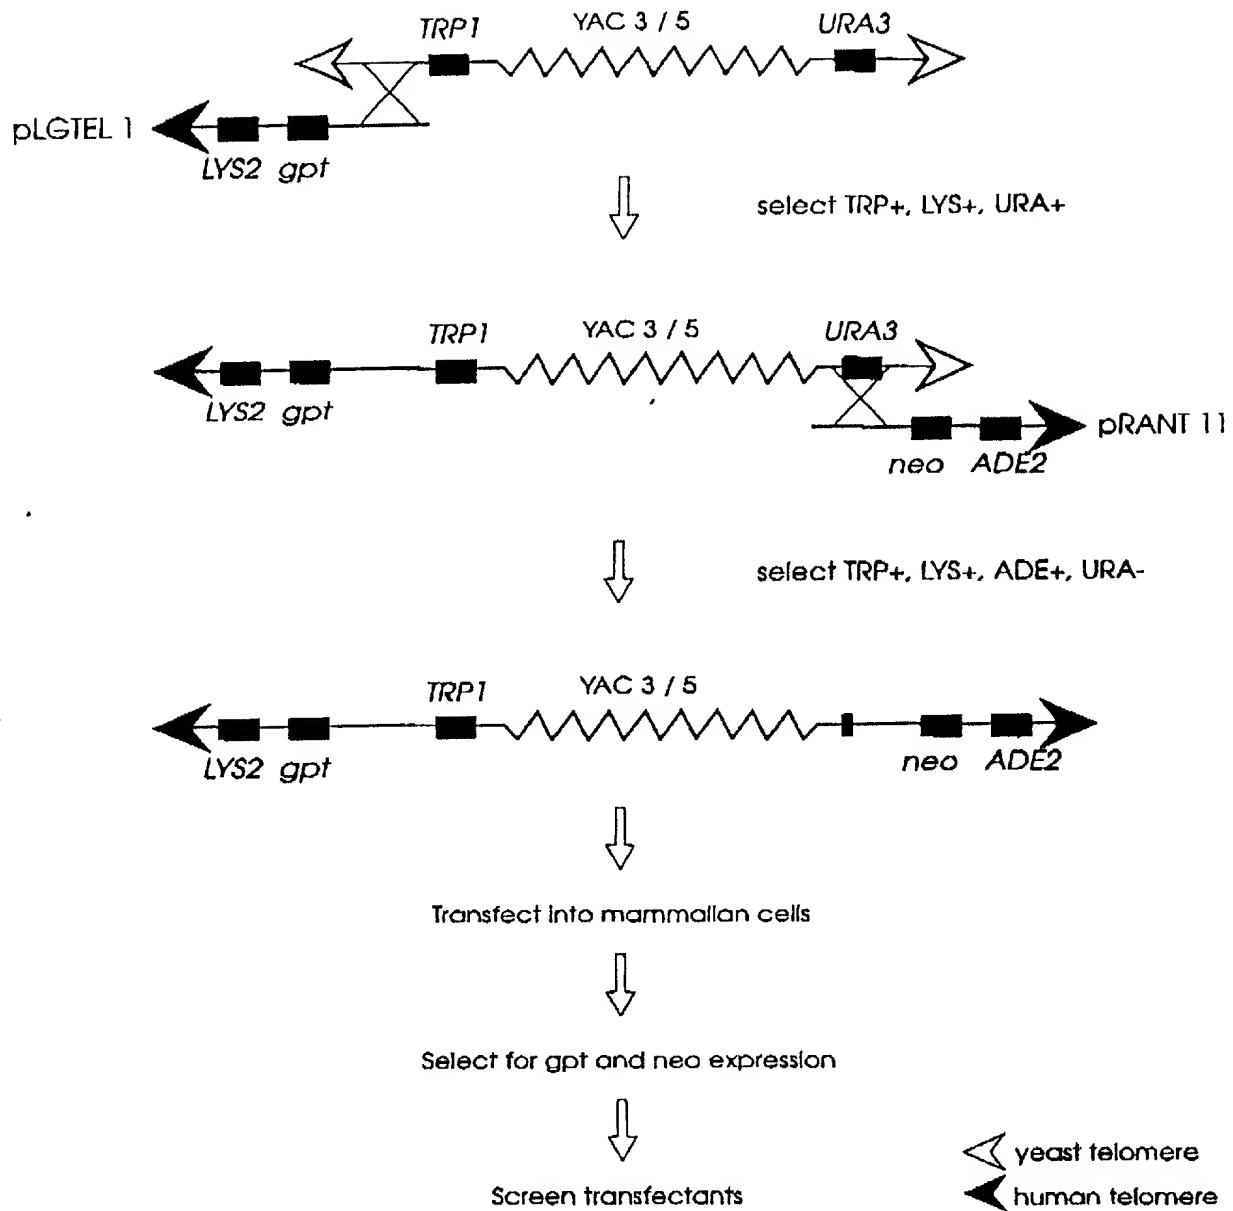 TRP1 YAC 3 / 5 URA3
pLGTEL 1
LYS2 gpt
select TRP+, LYS+, URA+
TRP1 YAC 3 / 5 URA3
LYS2 gpt
pRANT 11
neo ADE2
select TRP+, LYS+, ADE+, URA-
TRP1 YAC 3 / 5
LYS2 gpt neo ADE2
Transfect into mammalian cells
Select for gpt and neo expression
Screen transfectants
yeast telomere
human telomere